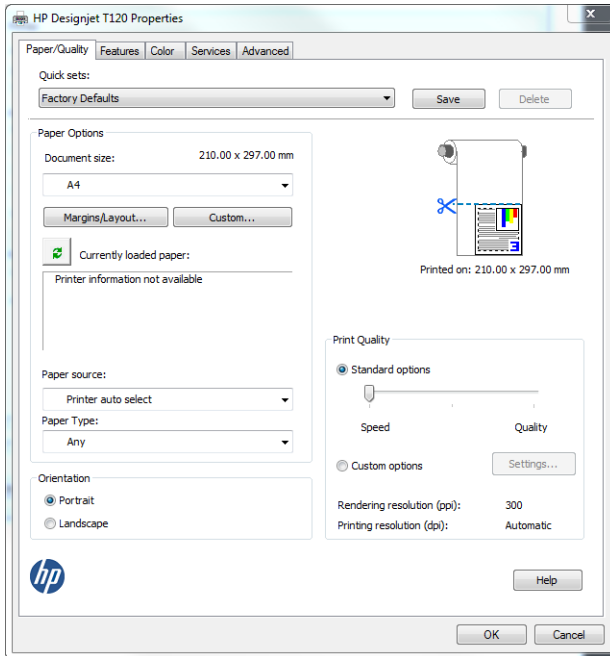 HP Designjet T120 Properties
x
Paper/Quality Features Color Services Advanced
Quick sets:
Factory Defaults
Save
Delete
Paper Options
Document size:
210.00 x 297.00 mm
A4
Margins/Layout...
Custom...
Currently loaded paper:
Printer information not available
Paper source:
Printer auto select
Paper Type:
Any
Orientation
Portrait
Landscape
3
Printed on: 210.00 x 297.00 mm
Print Quality
Standard options
Speed
Quality
Custom options
Settings...
Rendering resolution (ppi): 300
Printing resolution (dpi): Automatic
hp
Help
OK
Cancel